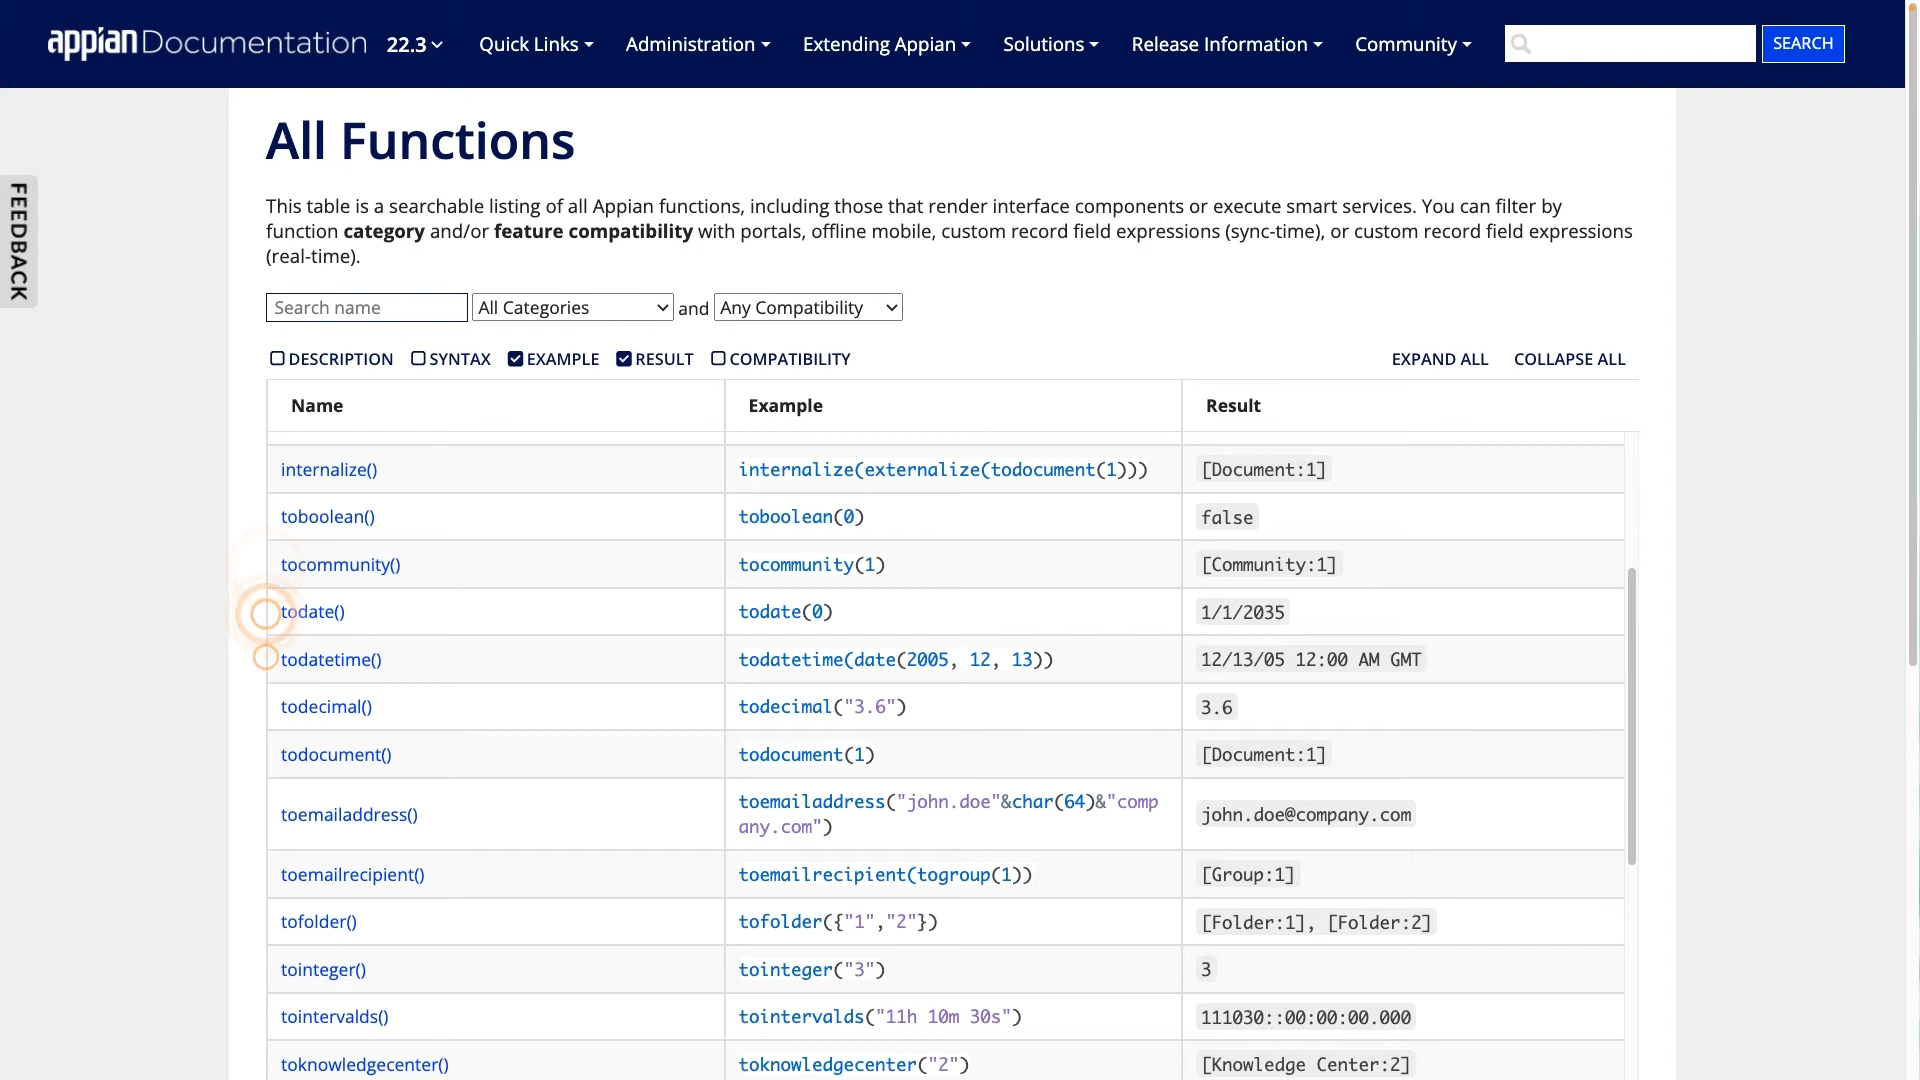 appian Documentation 22.3 Quick Links Administration Extending Appian Solutions Release Information Community SEARCH
FEEDBACK
All Functions
This table is a searchable listing of all Appian functions, including those that render interface components or execute smart services. You can filter by
function category and/or feature compatibility with portals, offline mobile, custom record field expressions (sync-time), or custom record field expressions
(real-time).
Search name All Categories and Any Compatibility
DESCRIPTION SYNTAX EXAMPLE RESULT COMPATIBILITY EXPAND ALL COLLAPSE ALL
Name Example Result
internalize() internalize(externalize(todocument(1))) [Document:1]
toboolean() toboolean(0) false
tocommunity() tocommunity(1) [Community:1]
todate() todate(0) 1/1/2035
todatetime() todatetime(date(2005, 12, 13)) 12/13/05 12:00 AM GMT
todecimal() todecimal("3.6") 3.6
todocument() todocument(1) [Document:1]
toemailaddress() toemailaddress("john.doe"&char(64)&"comp
any.com") john.doe@company.com
toemailrecipient() toemailrecipient(togroup(1)) [Group:1]
tofolder() tofolder({"1","2"}) [Folder:1], [Folder:2]
tointeger() tointeger("3") 3
tointervalds() tointervalds("11h 10m 30s") 111030::00:00:00.000
toknowledgecenter() toknowledgecenter("2") [Knowledge Center:2]